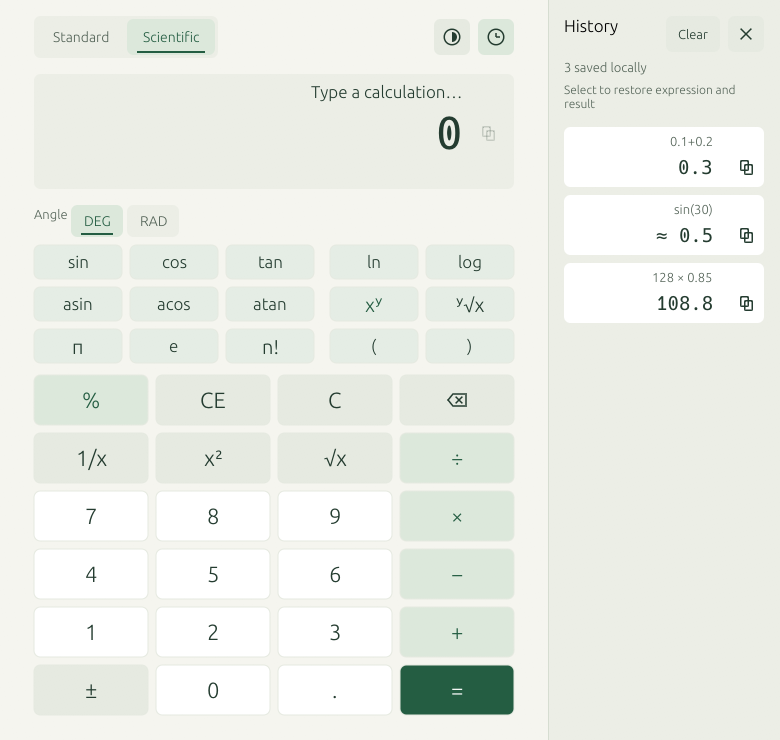 Standard Scientific
Type a calculation...
0
Angle DEG RAD
sin cos tan ln log
asin acos atan xʸ ʸ√x
π e n! ( )
% CE C
1/x x² √x ÷
7 8 9 ×
4 5 6 −
1 2 3 +
± 0 . =
History Clear
3 saved locally
Select to restore expression and
result
0.1+0.2
0.3
sin(30)
≈ 0.5
128 × 0.85
108.8